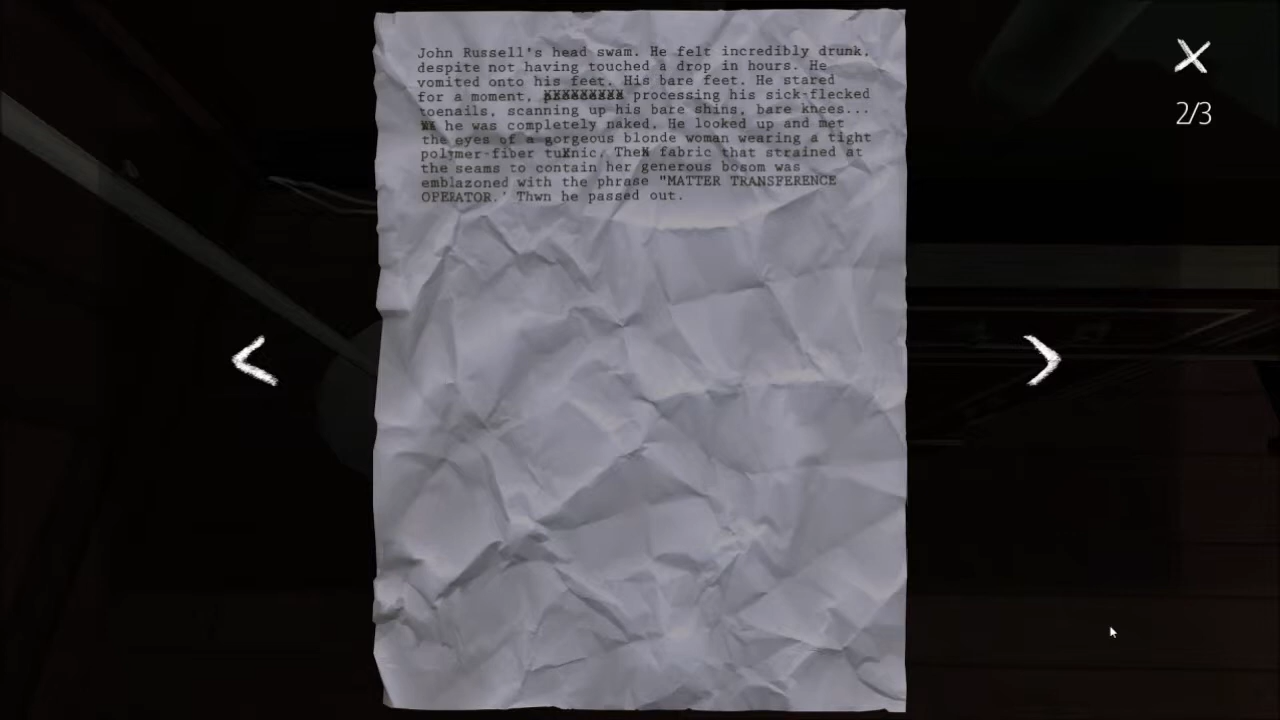 John Russell's head swam. He felt incredibly drunk,
despite not having touched a drop in hours. He
vomited onto his feet. His bare feet. He stared
for a moment, processing his sick-flecked
toenails, scanning up his bare shins, bare knees...
he was completely naked. He looked up and met
the eyes of a gorgeous blonde woman wearing a tight
polymer-fiber tuXnic. TheX fabric that strained at
the seams to contain her generous bosom was
emblazoned with the phrase "MATTER TRANSFERENCE
OPERATOR.' Thwn he passed out.
2/3